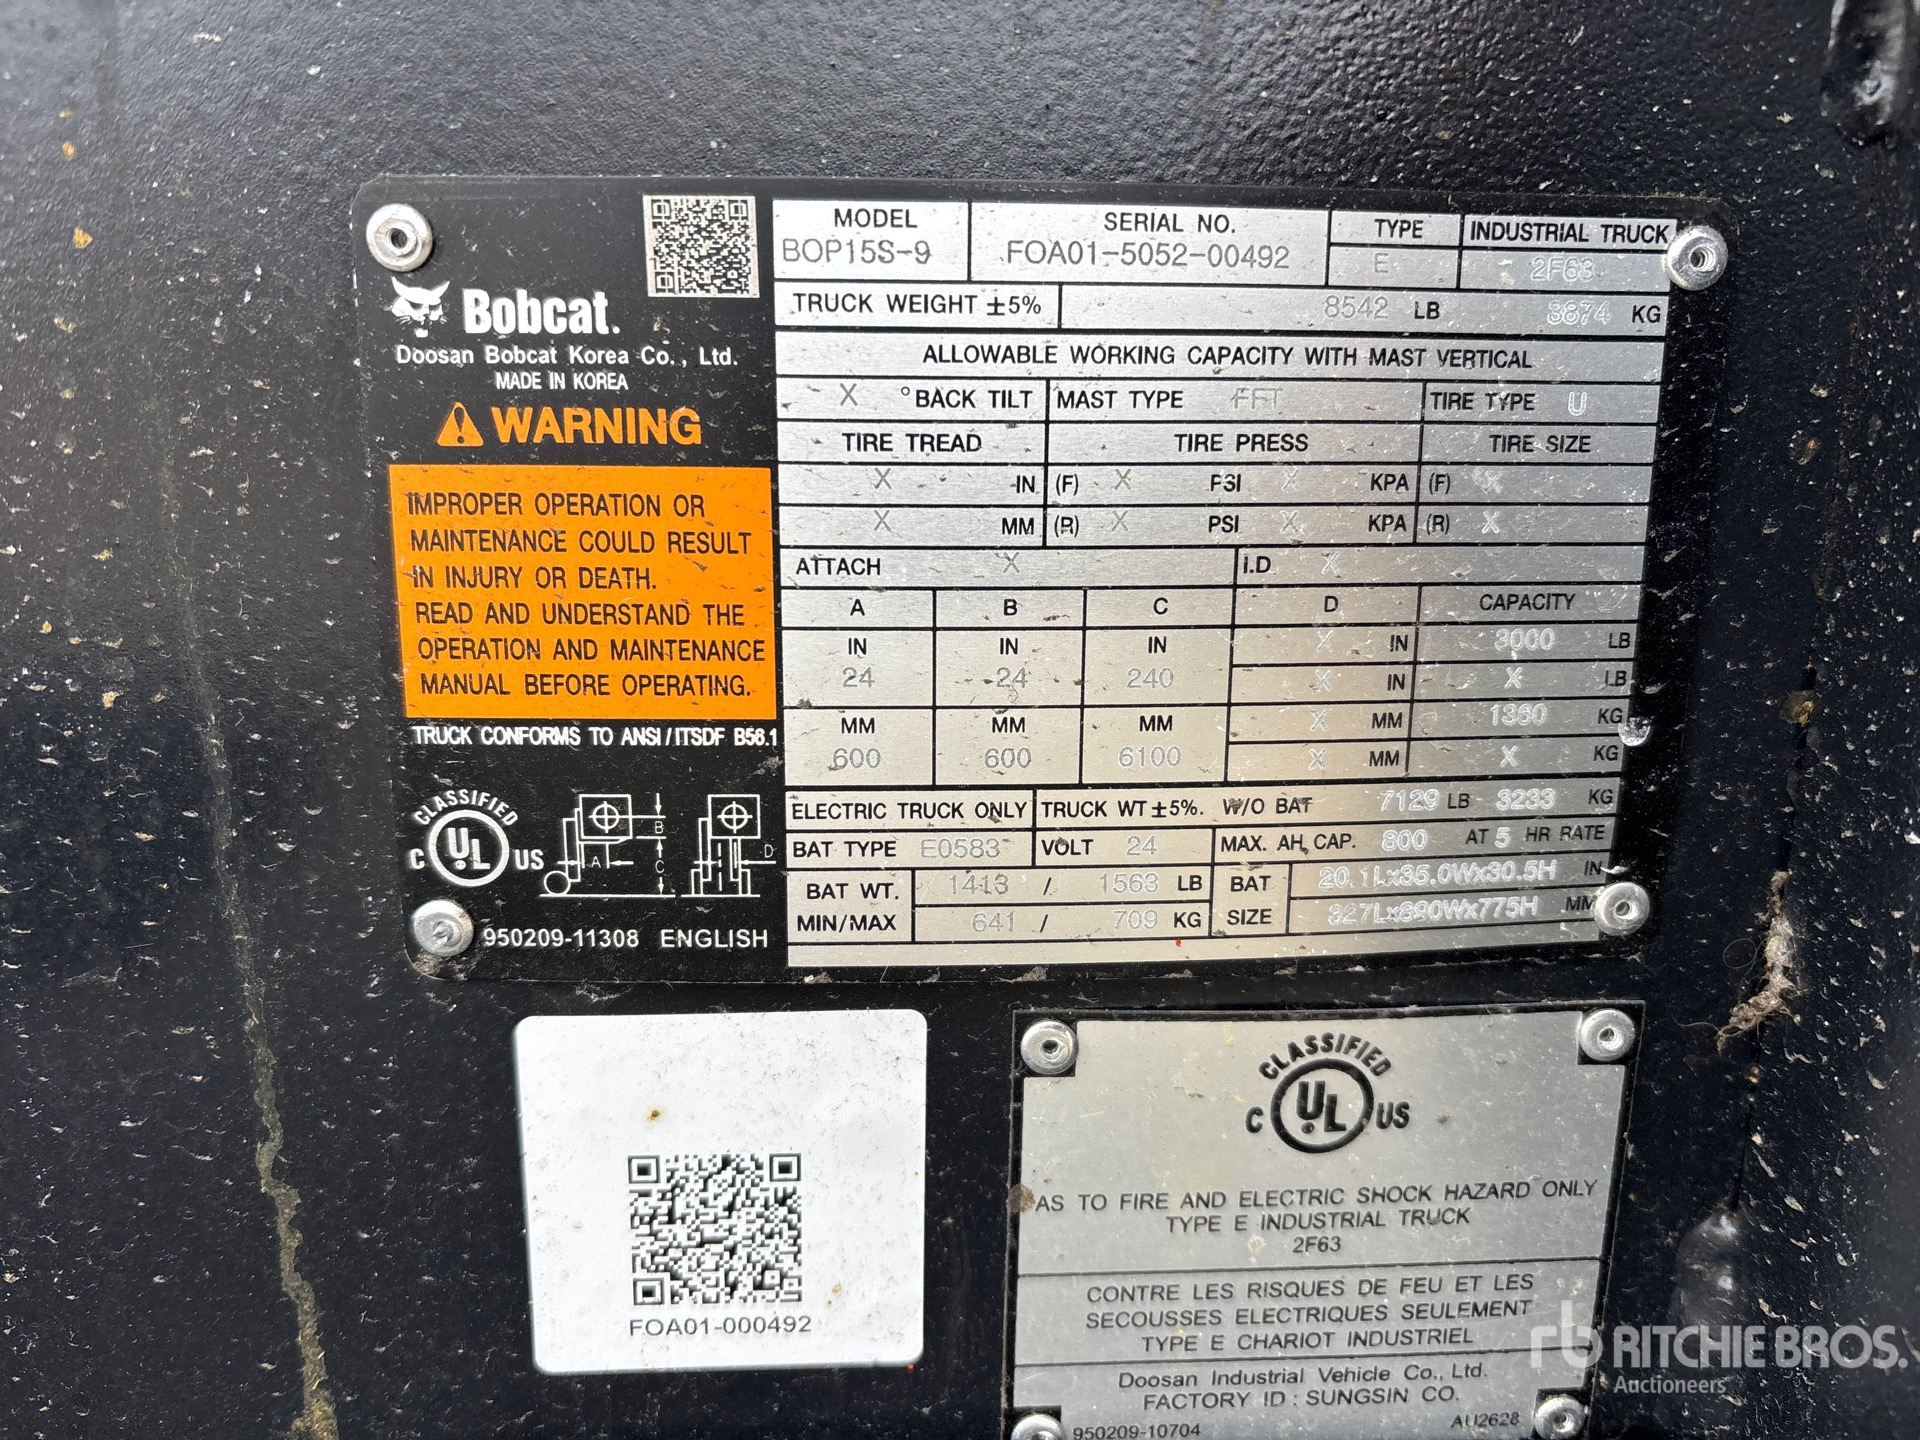 Bobcat.
Doosan Bobcat Korea Co., Ltd.
MADE IN KOREA
WARNING
IMPROPER OPERATION OR
MAINTENANCE COULD RESULT
IN INJURY OR DEATH.
READ AND UNDERSTAND THE
OPERATION AND MAINTENANCE
MANUAL BEFORE OPERATING.
TRUCK CONFORMS TO ANSI/ITSDF B56.1
CLASSIFIED
C UL US
A B C D
950209-11308 ENGLISH
MODEL SERIAL NO. TYPE INDUSTRIAL TRUCK
BOP15S-9 FOA01-5052-00492 E 2F63
TRUCK WEIGHT ±5% 8542 LB 3874 KG
ALLOWABLE WORKING CAPACITY WITH MAST VERTICAL
X °BACK TILT MAST TYPE FFT TIRE TYPE U
TIRE TREAD TIRE PRESS TIRE SIZE
X IN (F) X PSI X KPA (F) X
X MM (R) X PSI X KPA (R) X
ATTACH X I.D X
A B C D CAPACITY
IN IN IN X IN 3000 LB
24 24 240 X IN X LB
MM MM MM X MM 1360 KG
600 600 6100 X MM X KG
ELECTRIC TRUCK ONLY TRUCK WT ±5%. W/O BAT 7129 LB 3233 KG
BAT TYPE E0583 VOLT 24 MAX. AH. CAP. 800 AT 5 HR RATE
BAT WT. 1413 / 1563 LB BAT 20.1Lx35.0Wx30.5H IN
MIN/MAX 641 / 709 KG SIZE MM
FOA01-000492
CLASSIFIED
C UL US
AS TO FIRE AND ELECTRIC SHOCK HAZARD ONLY
TYPE E INDUSTRIAL TRUCK
2F63
CONTRE LES RISQUES DE FEU ET LES
SECOUSSES ELECTRIQUES SEULEMENT
TYPE E CHARIOT INDUSTRIEL
Doosan Industrial Vehicle Co., Ltd.
FACTORY ID : SUNGSIN CO.
950209-10704 AU2628
rb RITCHIE BROS.
Auctioneers